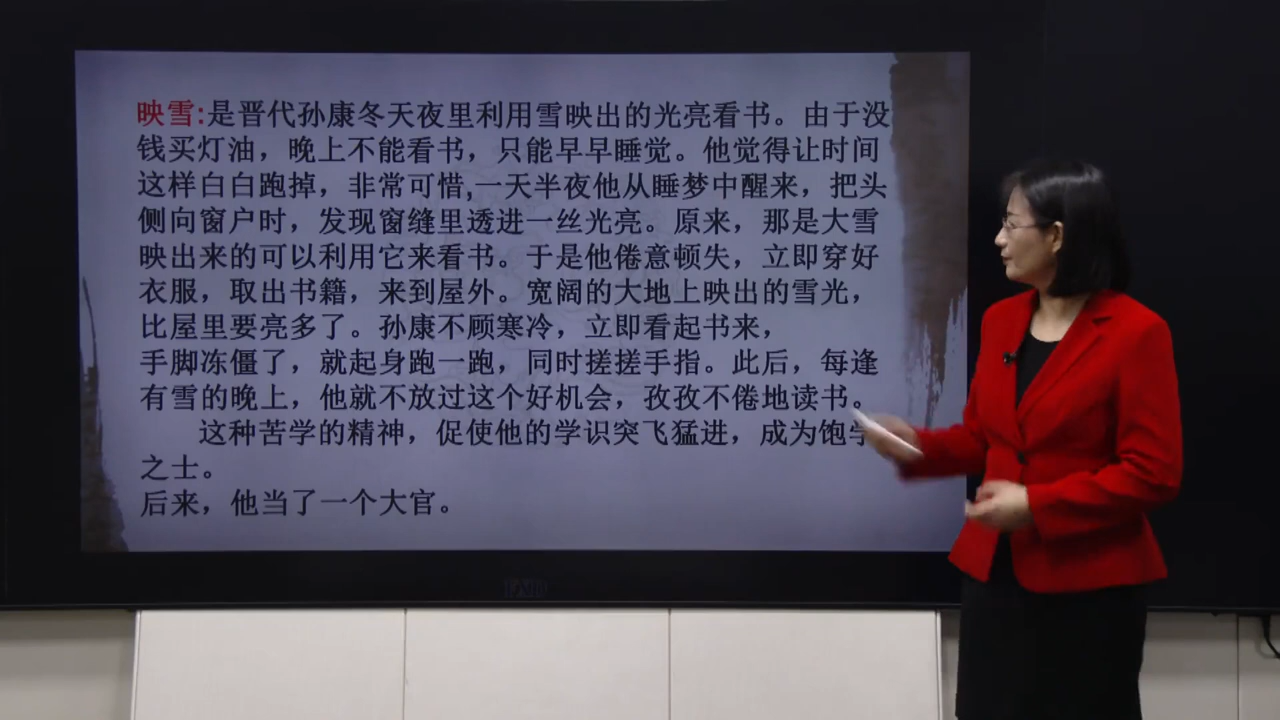 映雪:是晋代孙康冬天夜里利用雪映出的光亮看书。由于没
钱买灯油，晚上不能看书，只能早早睡觉。他觉得让时间
这样白白跑掉，非常可惜,一天半夜他从睡梦中醒来，把头
侧向窗户时，发现窗缝里透进一丝光亮。原来，那是大雪
映出来的可以利用它来看书。于是他倦意顿失，立即穿好
衣服，取出书籍，来到屋外。宽阔的大地上映出的雪光，
比屋里要亮多了。孙康不顾寒冷，立即看起书来，
手脚冻僵了，就起身跑一跑，同时搓搓手指。此后，每逢
有雪的晚上，他就不放过这个好机会，孜孜不倦地读书。
这种苦学的精神，促使他的学识突飞猛进，成为饱学
之士。
后来，他当了一个大官。